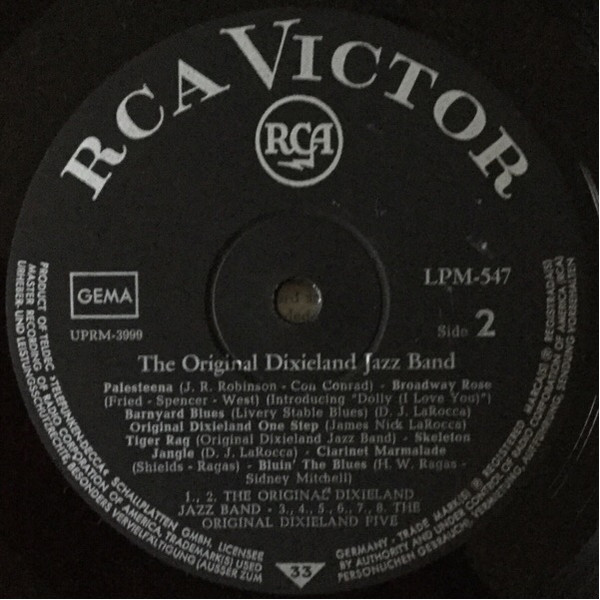 RCA VICTOR
RCA
GEMA
UPRM-3999
LPM-547
Side 2
The Original Dixieland Jazz Band
Palesteena (J. R. Robinson - Con Conrad) - Broadway Rose
(Fried - Spencer - West) (Introducing "Dolly (I Love You)")
Barnyard Blues (Livery Stable Blues) (D. J. LaRocca)
Original Dixieland One Step (James Nick LaRocca)
Tiger Rag (Original Dixieland Jazz Band) - Skeleton
Jangle (D. J. LaRocca) - Clarinet Marmalade
(Shields - Ragas) - Bluin' The Blues (H. W. Ragas -
Sidney Mitchell)
1., 2. THE ORIGINAL DIXIELAND
JAZZ BAND · 3., 4., 5., 6., 7., 8. THE
ORIGINAL DIXIELAND FIVE
33
PRODUCT OF TELDEC »TELEFUNKEN-DECCA« SCHALLPLATTEN GMBH, LICENSEE
MASTER RECORDING OF RADIO CORPORATION OF AMERICA, TRADEMARK(S) USED
URHEBER- UND LEISTUNGSSCHUTZRECHTE, BESONDERS VERVIELFÄLTIGUNG (AUSSER ZUM
GERMANY - TRADE MARK(S) ® REGISTERED, MARCAS(S) ® REGISTRADA(S)
BY AUTHORITY AND UNDER CONTROL OF RADIO CORPORATION OF AMERICA (RCA)
PERSÖNLICHEN GEBRAUCH), VERMIETUNG, AUFFÜHRUNG, SENDUNG VORBEHALTEN